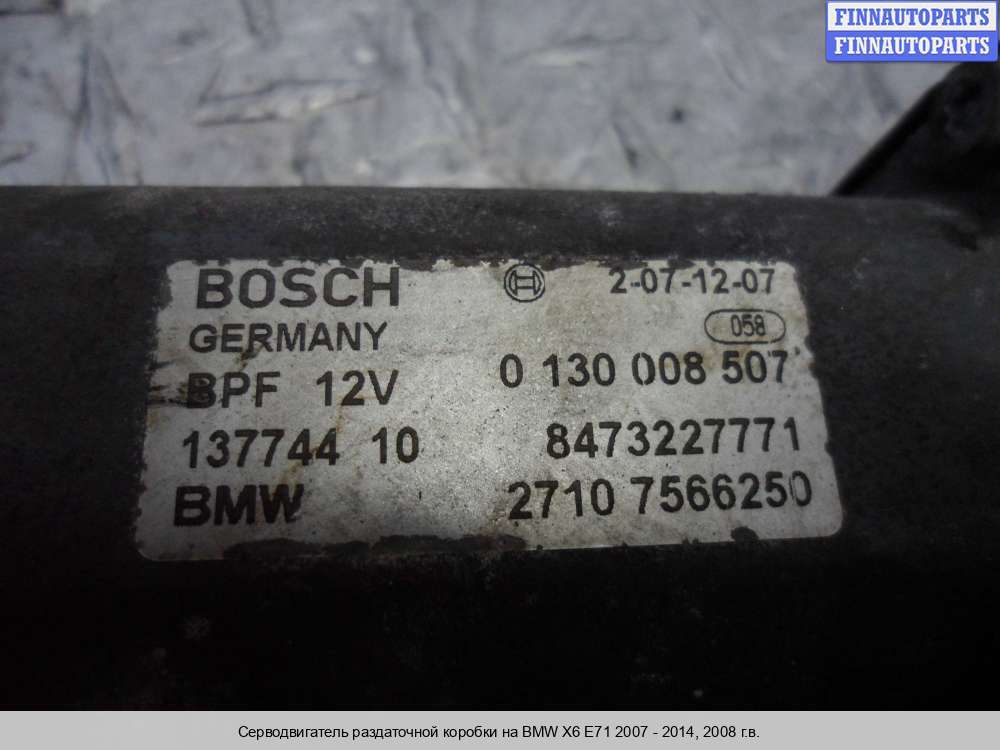 FINNAUTOPARTS
FINNAUTOPARTS
BOSCH 2-07-12-07
GERMANY 058
BPF 12V 0 130 008 507
137744 10 8473227771
BMW 2710 7566250
Серводвигатель раздаточной коробки на BMW X6 E71 2007 - 2014, 2008 г.в.